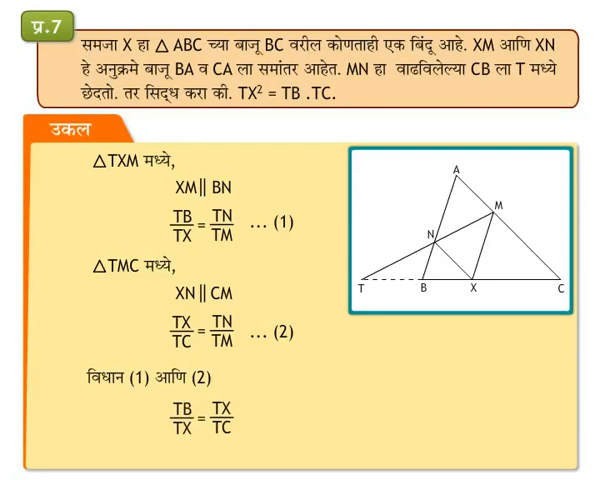 प्र.7
समजा X हा △ ABC च्या बाजू BC वरील कोणताही एक बिंदू आहे. XM आणि XN
हे अनुक्रमे बाजू BA व CA ला समांतर आहेत. MN हा वाढविलेल्या CB ला T मध्ये
छेदतो. तर सिद्ध करा की. TX² = TB .TC.
उकल
△TXM मध्ये,
XM|| BN
TB/TX = TN/TM ... (1)
△TMC मध्ये,
XN || CM
TX/TC = TN/TM ... (2)
विधान (1) आणि (2)
TB/TX = TX/TC
A
M
N
T B X C